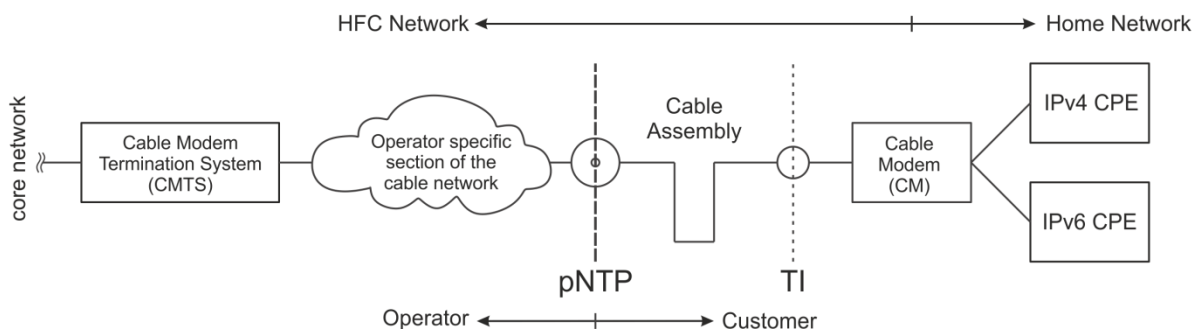 HFC Network
Home Network
core network
Cable Modem
Termination System
(CMTS)
Operator specific
section of the
cable network
Cable
Assembly
Cable
Modem
(CM)
IPv4 CPE
IPv6 CPE
pNTP
TI
Operator
Customer